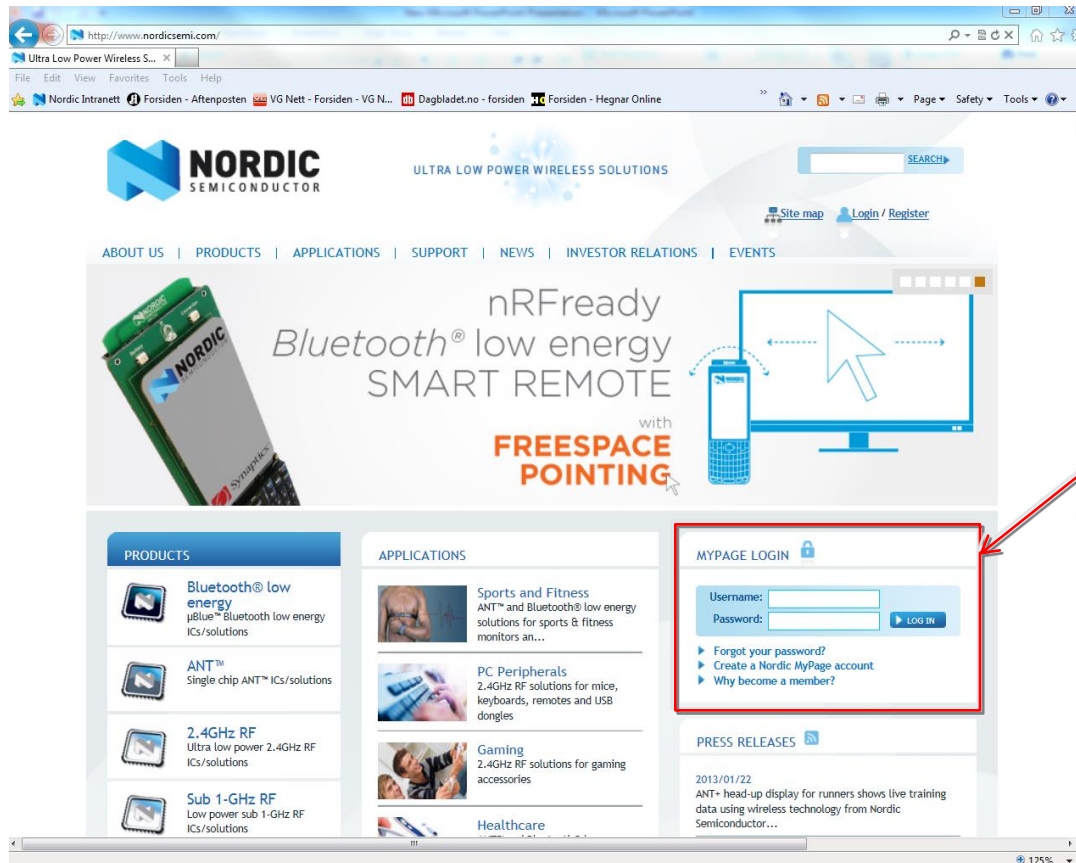 http://www.nordicsemi.com/
Ultra Low Power Wireless S...
File Edit View Favorites Tools Help
Nordic Intranett Forsiden - Aftenposten VG Nett - Forsiden - VG N... Dagbladet.no - forsiden Forsiden - Hegnar Online
Page Safety Tools
NORDIC
SEMICONDUCTOR
ULTRA LOW POWER WIRELESS SOLUTIONS
SEARCH
Site map Login / Register
ABOUT US | PRODUCTS | APPLICATIONS | SUPPORT | NEWS | INVESTOR RELATIONS | EVENTS
nRFready
Bluetooth® low energy
SMART REMOTE
with
FREESPACE
POINTING
NORDIC
Synaptics
PRODUCTS
Bluetooth® low
energy
µBlue™ Bluetooth low energy
ICs/solutions
ANT™
Single chip ANT™ ICs/solutions
2.4GHz RF
Ultra low power 2.4GHz RF
ICs/solutions
Sub 1-GHz RF
Low power sub 1-GHz RF
ICs/solutions
APPLICATIONS
Sports and Fitness
ANT™ and Bluetooth® low energy
solutions for sports & fitness
monitors an...
PC Peripherals
2.4GHz RF solutions for mice,
keyboards, remotes and USB
dongles
Gaming
2.4GHz RF solutions for gaming
accessories
Healthcare
MYPAGE LOGIN
Username:
Password:
LOG IN
Forgot your password?
Create a Nordic MyPage account
Why become a member?
PRESS RELEASES
2013/01/22
ANT+ head-up display for runners shows live training
data using wireless technology from Nordic
Semiconductor...
125%